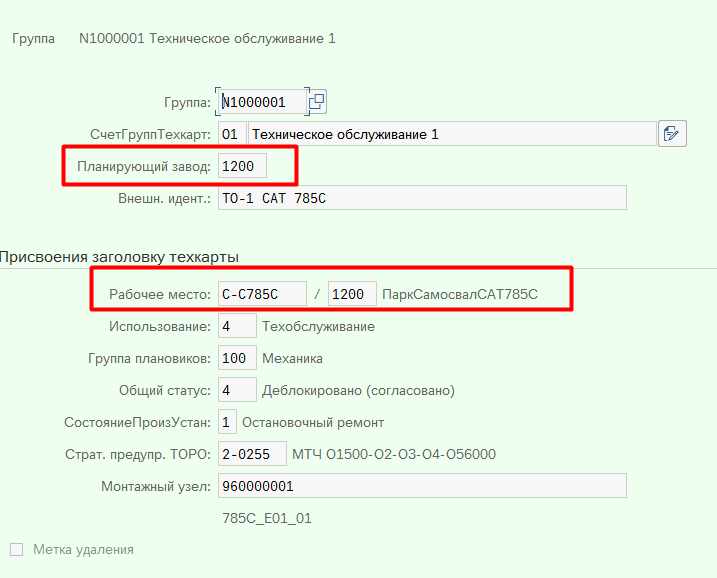 Группа N1000001 Техническое обслуживание 1
Группа: N1000001
СчетГруппТехкарт: 01 Техническое обслуживание 1
Планирующий завод: 1200
Внешн. идент.: ТО-1 САТ 785С
Присвоения заголовку техкарты
Рабочее место: C-C785C / 1200 ПаркСамосвалСАТ785С
Использование: 4 Техобслуживание
Группа плановиков: 100 Механика
Общий статус: 4 Деблокировано (согласовано)
СостояниеПроизУстан: 1 Остановочный ремонт
Страт. предупр. ТОРО: 2-0255 МТЧ О1500-О2-О3-О4-О56000
Монтажный узел: 960000001
785C_E01_01
Метка удаления